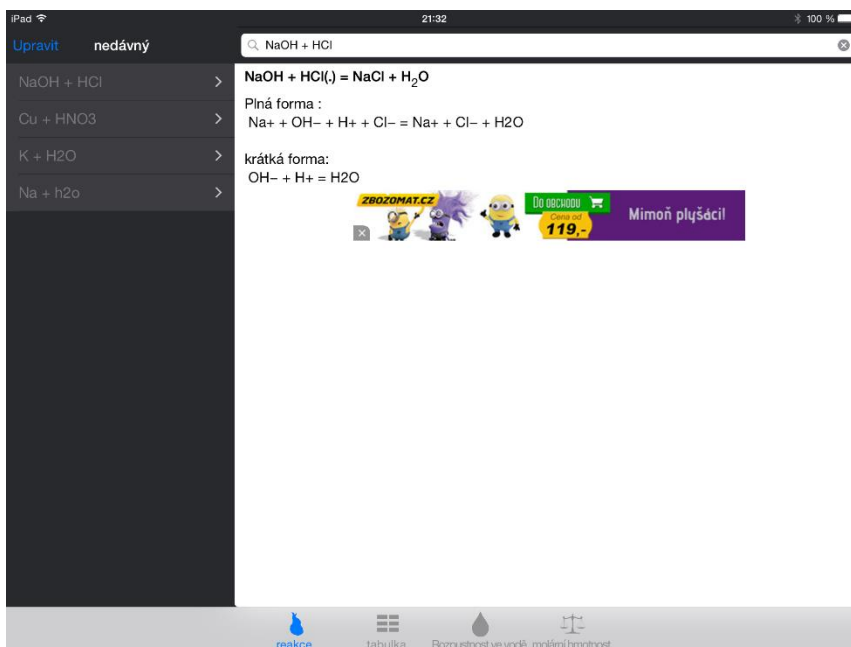 iPad 21:32 100 %
Upravit nedávný NaOH + HCl
NaOH + HCl
Cu + HNO3
K + H2O
Na + h2o
NaOH + HCl(.) = NaCl + H₂O
Plná forma :
Na+ + OH− + H+ + Cl− = Na+ + Cl− + H2O
krátká forma:
OH− + H+ = H2O
ZBOZOMAT.CZ
DO OBCHODU
Cena od
119,-
Mimoň plyšáci!
reakce tabulka Rozpustnost ve vodě molární hmotnost